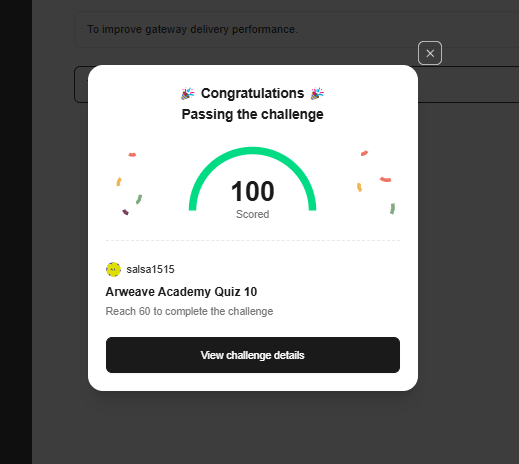 To improve gateway delivery performance.
🎉 Congratulations 🎉
Passing the challenge
100
Scored
salsa1515
Arweave Academy Quiz 10
Reach 60 to complete the challenge
View challenge details